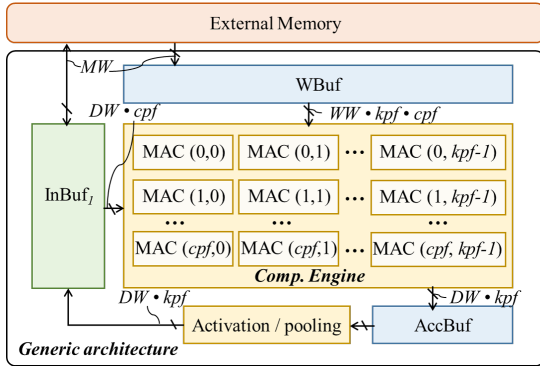 External Memory
MW
WBuf
DW • cpf
WW • kpf • cpf
InBuf1
MAC (0,0) MAC (0,1) ••• MAC (0, kpf-1)
MAC (1,0) MAC (1,1) ••• MAC (1, kpf-1)
••• ••• •••
MAC (cpf,0) MAC (cpf,1) ••• MAC (cpf, kpf-1)
Comp. Engine
DW • kpf
DW • kpf
Activation / pooling
AccBuf
Generic architecture